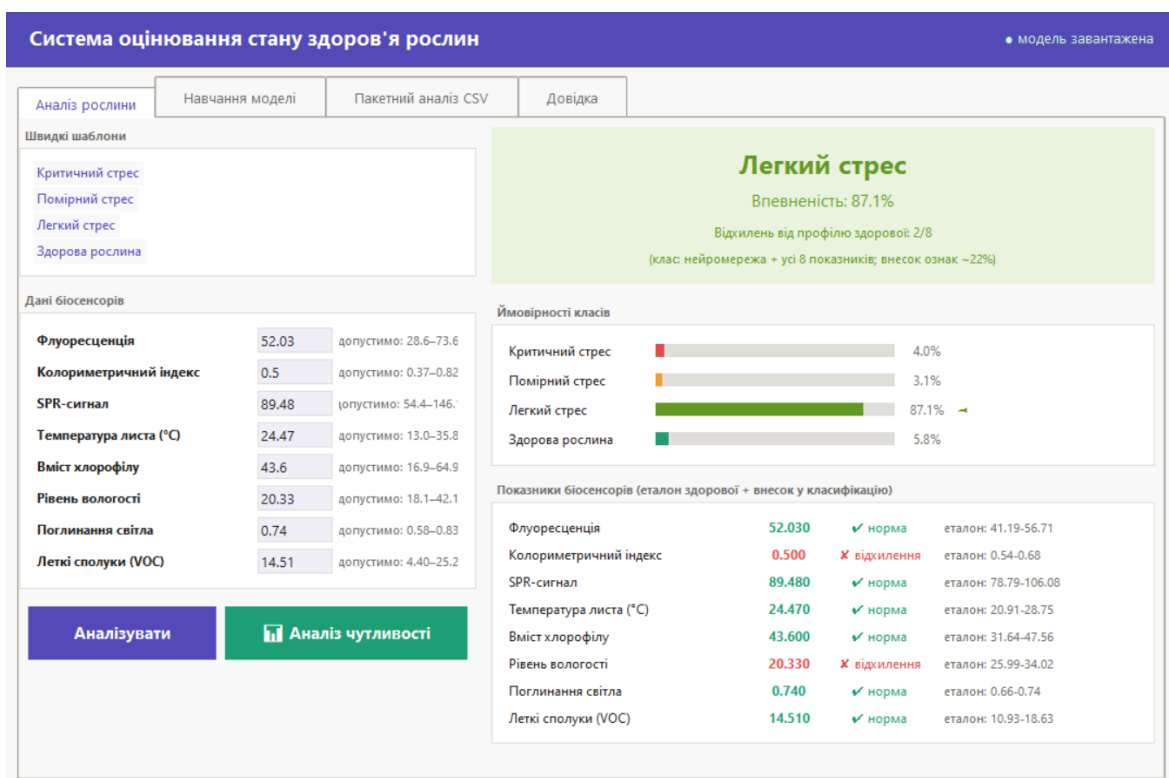 Система оцінювання стану здоров'я рослин
● модель завантажена
Аналіз рослини
Навчання моделі
Пакетний аналіз CSV
Довідка
Швидкі шаблони
Критичний стрес
Помірний стрес
Легкий стрес
Здорова рослина
Дані біосенсорів
Флуоресценція 52.03 допустимо: 28.6–73.6
Колориметричний індекс 0.5 допустимо: 0.37–0.82
SPR-сигнал 89.48 допустимо: 54.4–146.
Температура листа (°C) 24.47 допустимо: 13.0–35.8
Вміст хлорофілу 43.6 допустимо: 16.9–64.9
Рівень вологості 20.33 допустимо: 18.1–42.1
Поглинання світла 0.74 допустимо: 0.58–0.83
Леткі сполуки (VOC) 14.51 допустимо: 4.40–25.2
Аналізувати
Аналіз чутливості
Легкий стрес
Впевненість: 87.1%
Відхилень від профілю здорової: 2/8
(клас: нейромережа + усі 8 показників; внесок ознак ~22%)
Ймовірності класів
Критичний стрес 4.0%
Помірний стрес 3.1%
Легкий стрес 87.1% ◄
Здорова рослина 5.8%
Показники біосенсорів (еталон здорової + внесок у класифікацію)
Флуоресценція 52.030 ✔ норма еталон: 41.19-56.71
Колориметричний індекс 0.500 ✘ відхилення еталон: 0.54-0.68
SPR-сигнал 89.480 ✔ норма еталон: 78.79-106.08
Температура листа (°C) 24.470 ✔ норма еталон: 20.91-28.75
Вміст хлорофілу 43.600 ✔ норма еталон: 31.64-47.56
Рівень вологості 20.330 ✘ відхилення еталон: 25.99-34.02
Поглинання світла 0.740 ✔ норма еталон: 0.66-0.74
Леткі сполуки (VOC) 14.510 ✔ норма еталон: 10.93-18.63